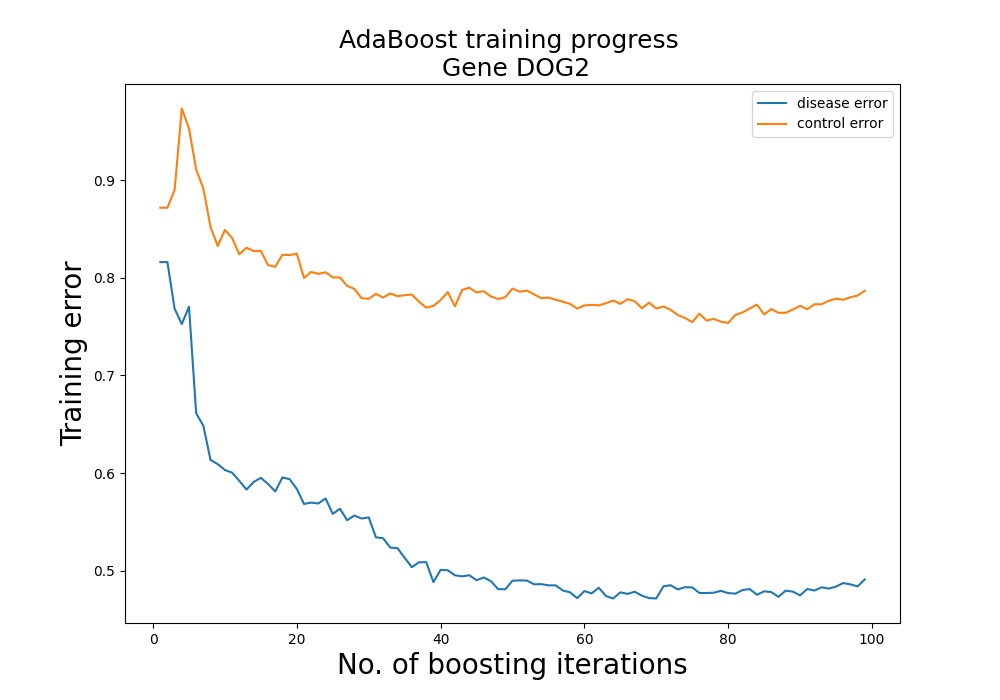 AdaBoost training progress
Gene DOG2
disease error
control error
Training error
0.9
0.8
0.7
0.6
0.5
0
20
40
60
80
100
No. of boosting iterations